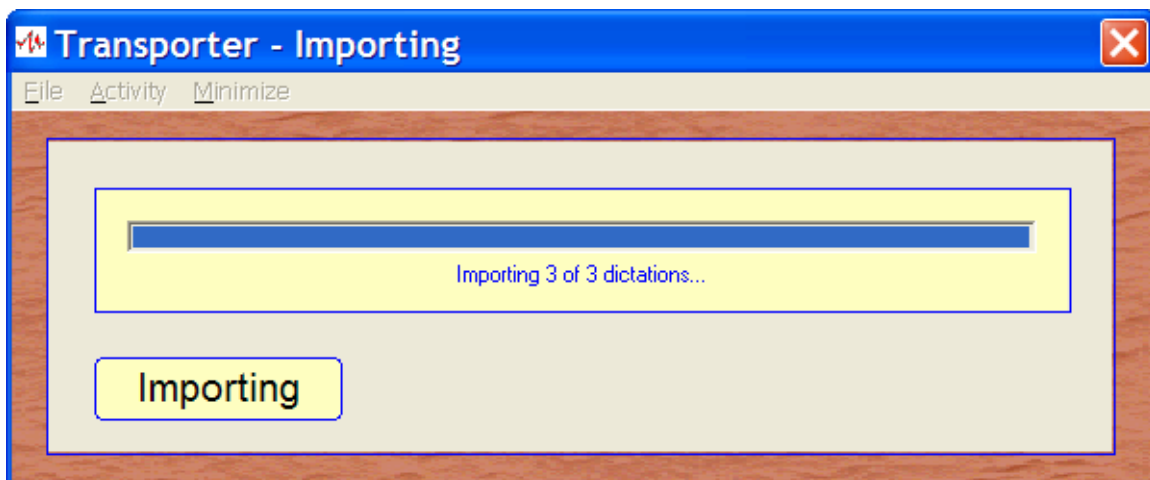 Transporter - Importing
File Activity Minimize
Importing 3 of 3 dictations...
Importing